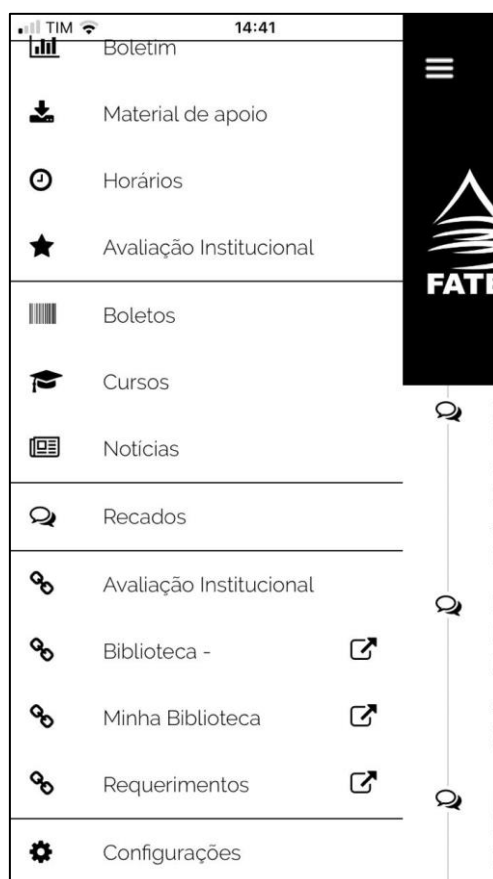 TIM
14:41
Boletim
Material de apoio
Horários
Avaliação Institucional
Boletos
Cursos
Notícias
Recados
Avaliação Institucional
Biblioteca -
Minha Biblioteca
Requerimentos
Configurações